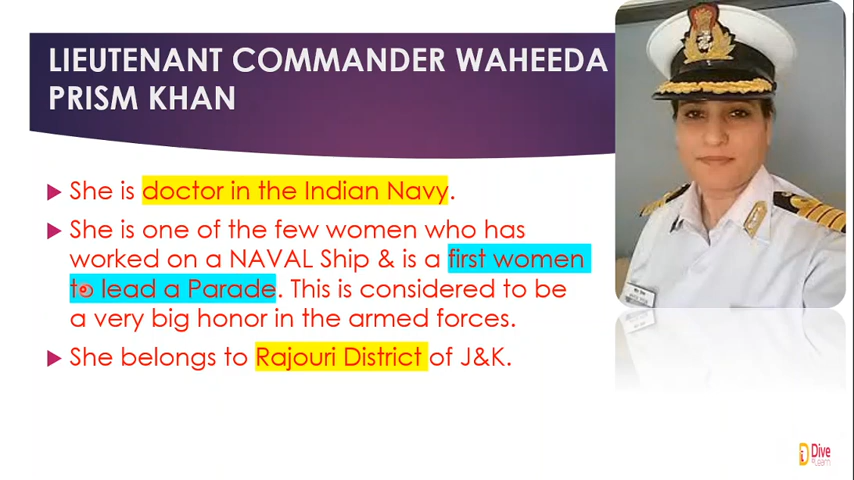 LIEUTENANT COMMANDER WAHEEDA
PRISM KHAN
She is doctor in the Indian Navy.
She is one of the few women who has
worked on a NAVAL Ship & is a first women
to lead a Parade. This is considered to be
a very big honor in the armed forces.
She belongs to Rajouri District of J&K.
Dive
Learn